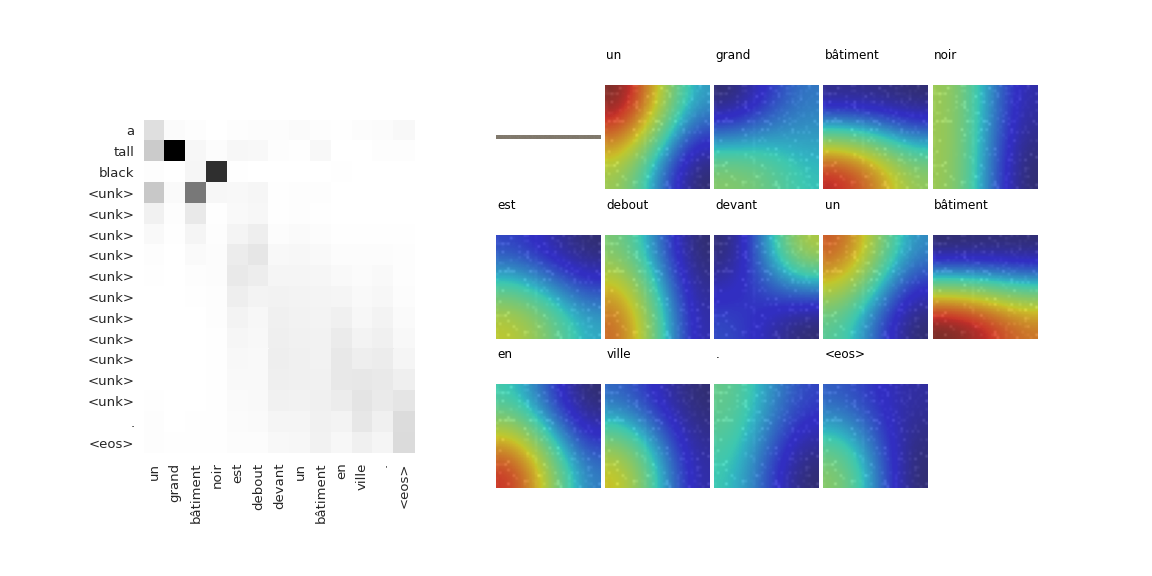 a
tall
black
<unk>
<unk>
<unk>
<unk>
<unk>
<unk>
<unk>
<unk>
<unk>
<unk>
<unk>
.
<eos>
un grand bâtiment noir est debout devant un bâtiment en ville . <eos>
un grand bâtiment noir
est debout devant un bâtiment
en ville . <eos>